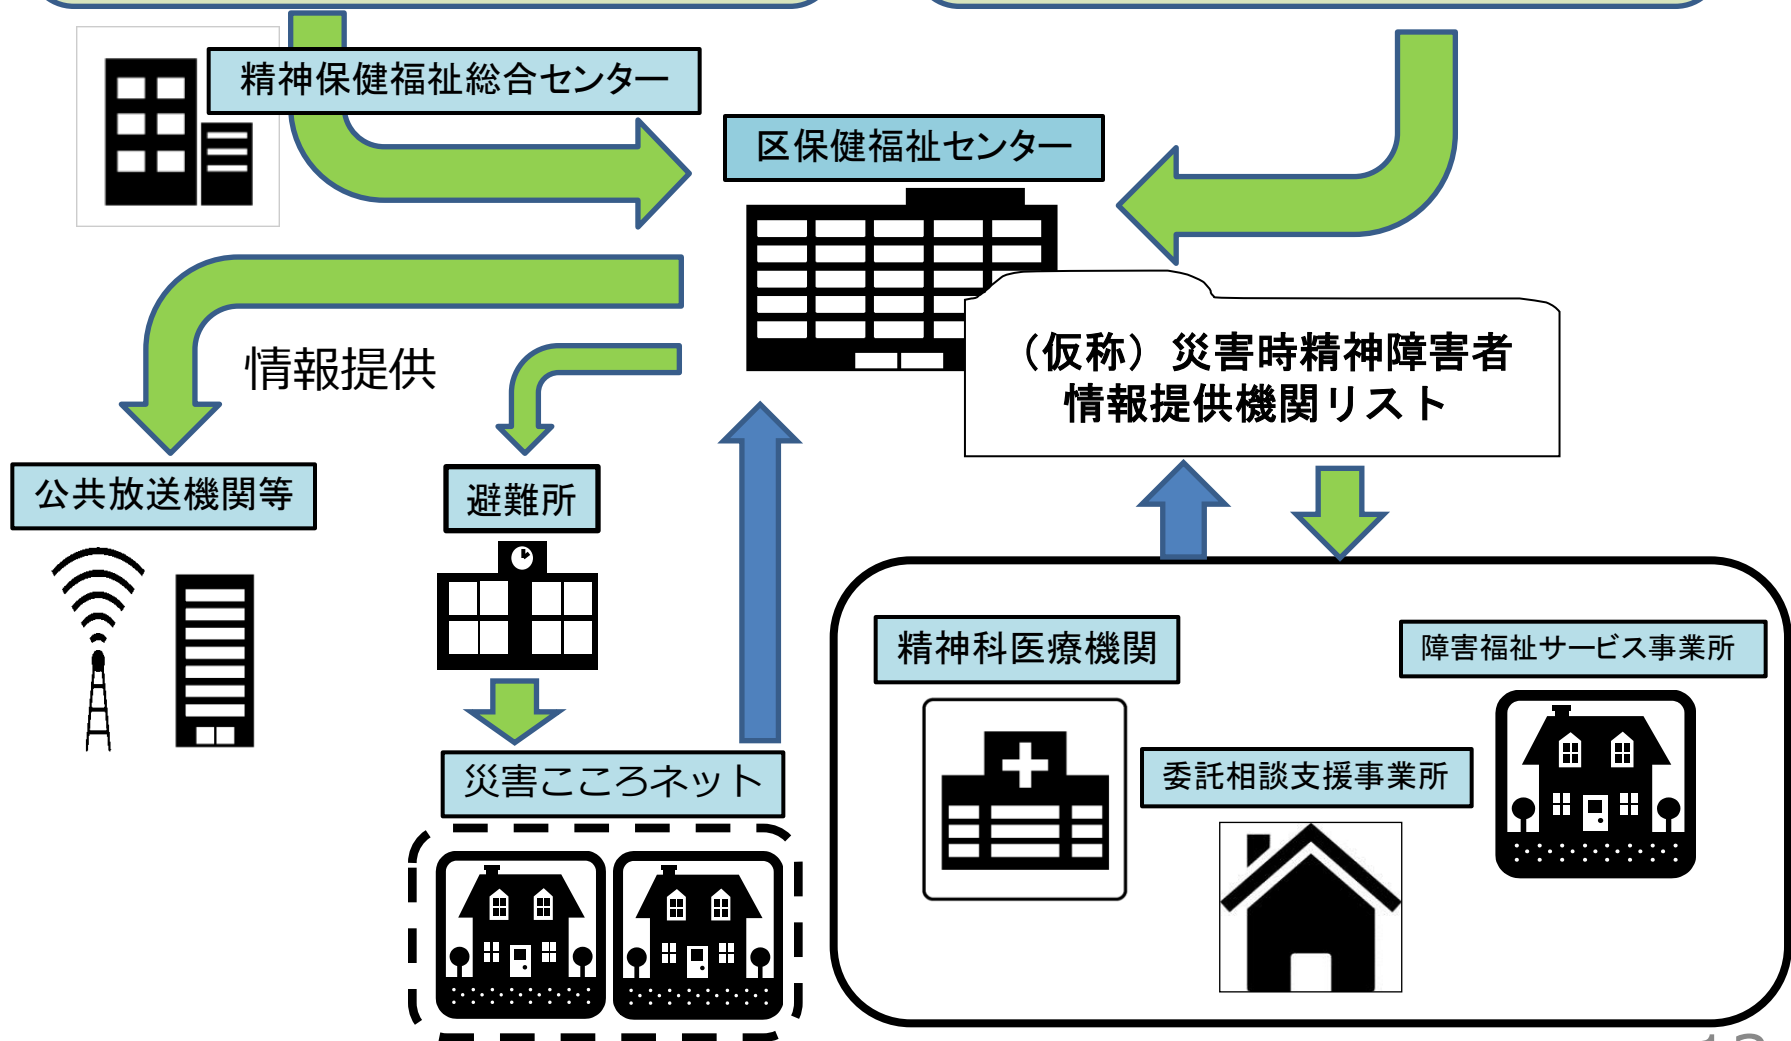 精神保健福祉総合センター
区保健福祉センター
（仮称）災害時精神障害者
情報提供機関リスト
情報提供
公共放送機関等
避難所
精神科医療機関
障害福祉サービス事業所
委託相談支援事業所
災害こころネット